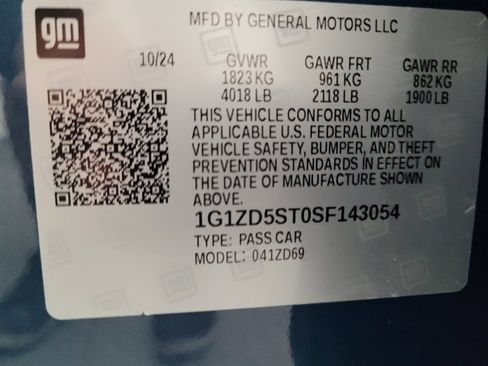 gm
MFD BY GENERAL MOTORS LLC
10/24 GVWR GAWR FRT GAWR RR
1823 KG 961 KG 862 KG
4018 LB 2118 LB 1900 LB
THIS VEHICLE CONFORMS TO ALL
APPLICABLE U.S. FEDERAL MOTOR
VEHICLE SAFETY, BUMPER, AND THEFT
PREVENTION STANDARDS IN EFFECT ON
THE DATE OF MANUFACTURE SHOWN
ABOVE.
1G1ZD5ST0SF143054
TYPE: PASS CAR
MODEL: 041ZD69